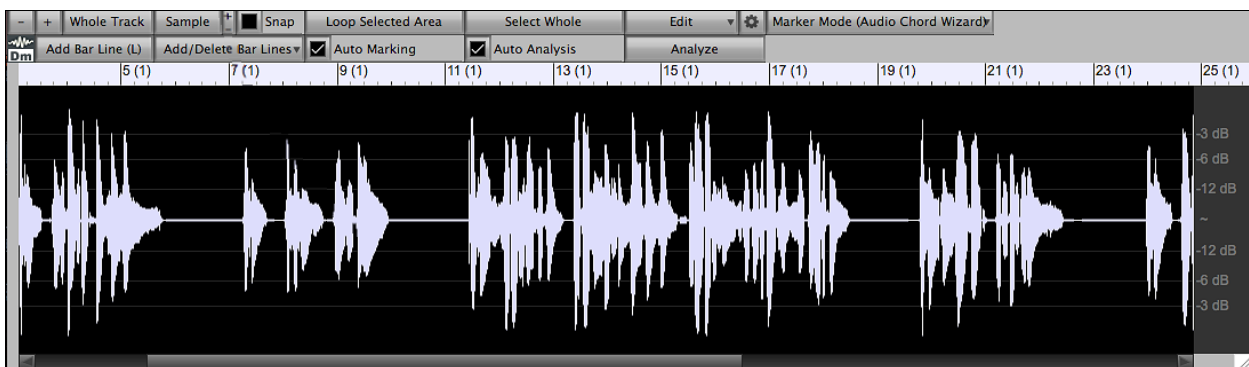 - + Whole Track Sample + - Snap Loop Selected Area Select Whole Edit Marker Mode (Audio Chord Wizard)
Dm Add Bar Line (L) Add/Delete Bar Lines Auto Marking Auto Analysis Analyze
5 (1) 7 (1) 9 (1) 11 (1) 13 (1) 15 (1) 17 (1) 19 (1) 21 (1) 23 (1) 25 (1)
-3 dB
-6 dB
-12 dB
~
-12 dB
-6 dB
-3 dB